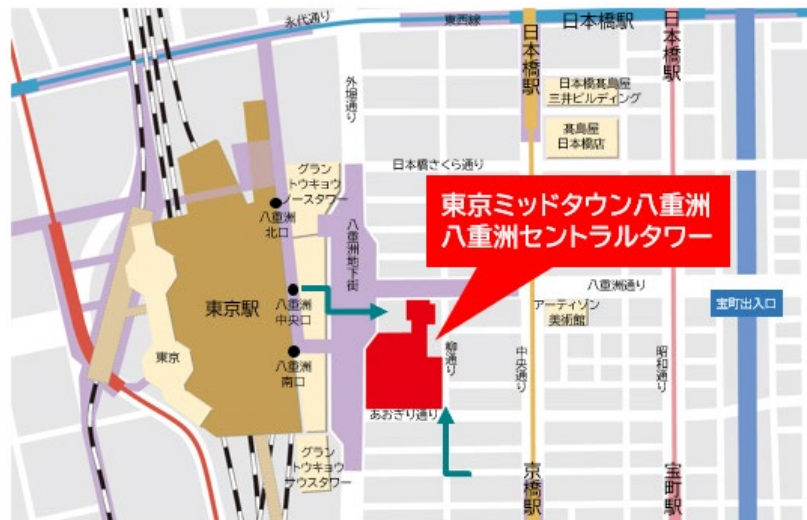 永代通り
東西線
日本橋駅
日本橋駅
日本橋駅
外堀通り
日本橋髙島屋
三井ビルディング
髙島屋
日本橋店
日本橋さくら通り
グラン
トウキョウ
ノースタワー
八重洲
北口
八重洲地下街
東京ミッドタウン八重洲
八重洲セントラルタワー
八重洲通り
東京駅
八重洲
中央口
アーティゾン
美術館
宝町出入口
東京
八重洲
南口
柳通り
中央通り
昭和通り
あおぎり通り
グラン
トウキョウ
サウスタワー
京橋駅
宝町駅